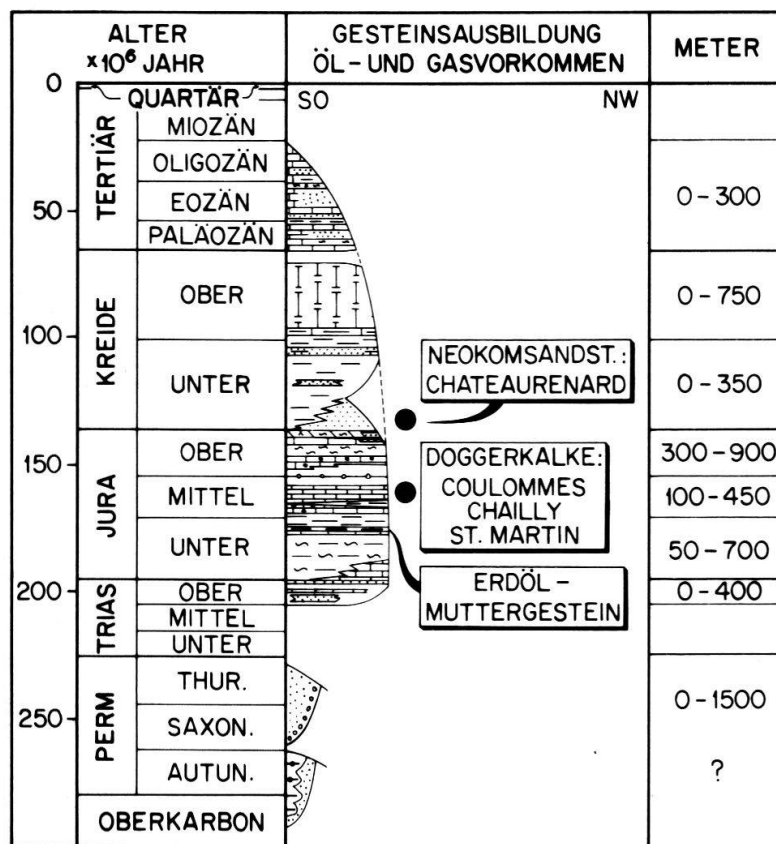 ALTER
×10⁶ JAHR
GESTEINSAUSBILDUNG
ÖL-UND GASVORKOMMEN
METER
0
QUARTÄR
SO
NW
TERTIÄR
MIOZÄN
OLIGOZÄN
0-300
50
EOZÄN
PALÄOZÄN
KREIDE
OBER
0-750
100
UNTER
NEOKOMSANDST.:
CHATEAURENARD
0-350
JURA
OBER
300-900
150
MITTEL
DOGGERKALKE:
COULOMMES
CHAILLY
ST. MARTIN
100-450
UNTER
50-700
ERDÖL-
MUTTERGESTEIN
200
TRIAS
OBER
0-400
MITTEL
UNTER
PERM
THUR.
0-1500
250
SAXON.
AUTUN.
?
OBERKARBON